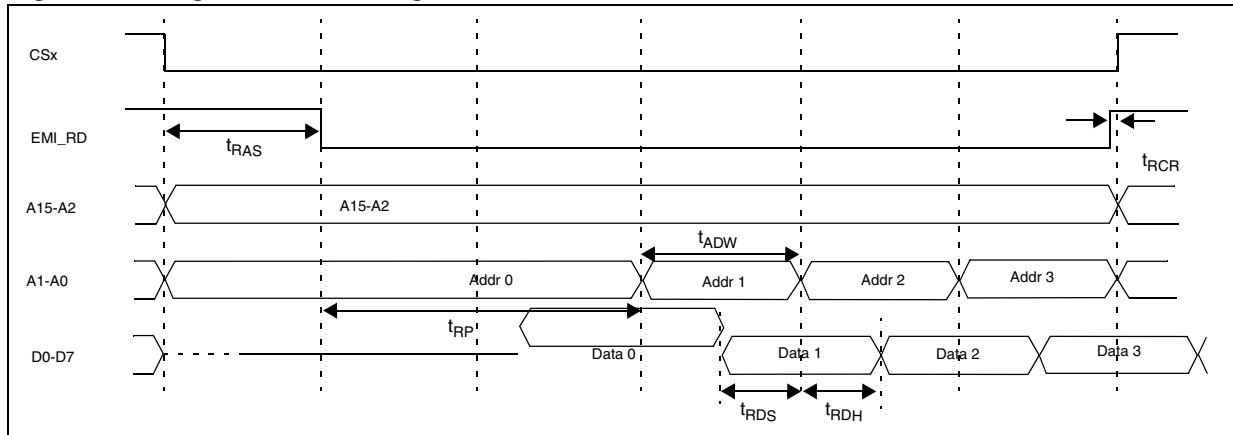 CSx
EMI_RD
tRAS
tRCR
A15-A2
A15-A2
tADW
A1-A0
Addr 0
Addr 1
Addr 2
Addr 3
tRP
D0-D7
Data 0
Data 1
Data 2
Data 3
tRDS
tRDH